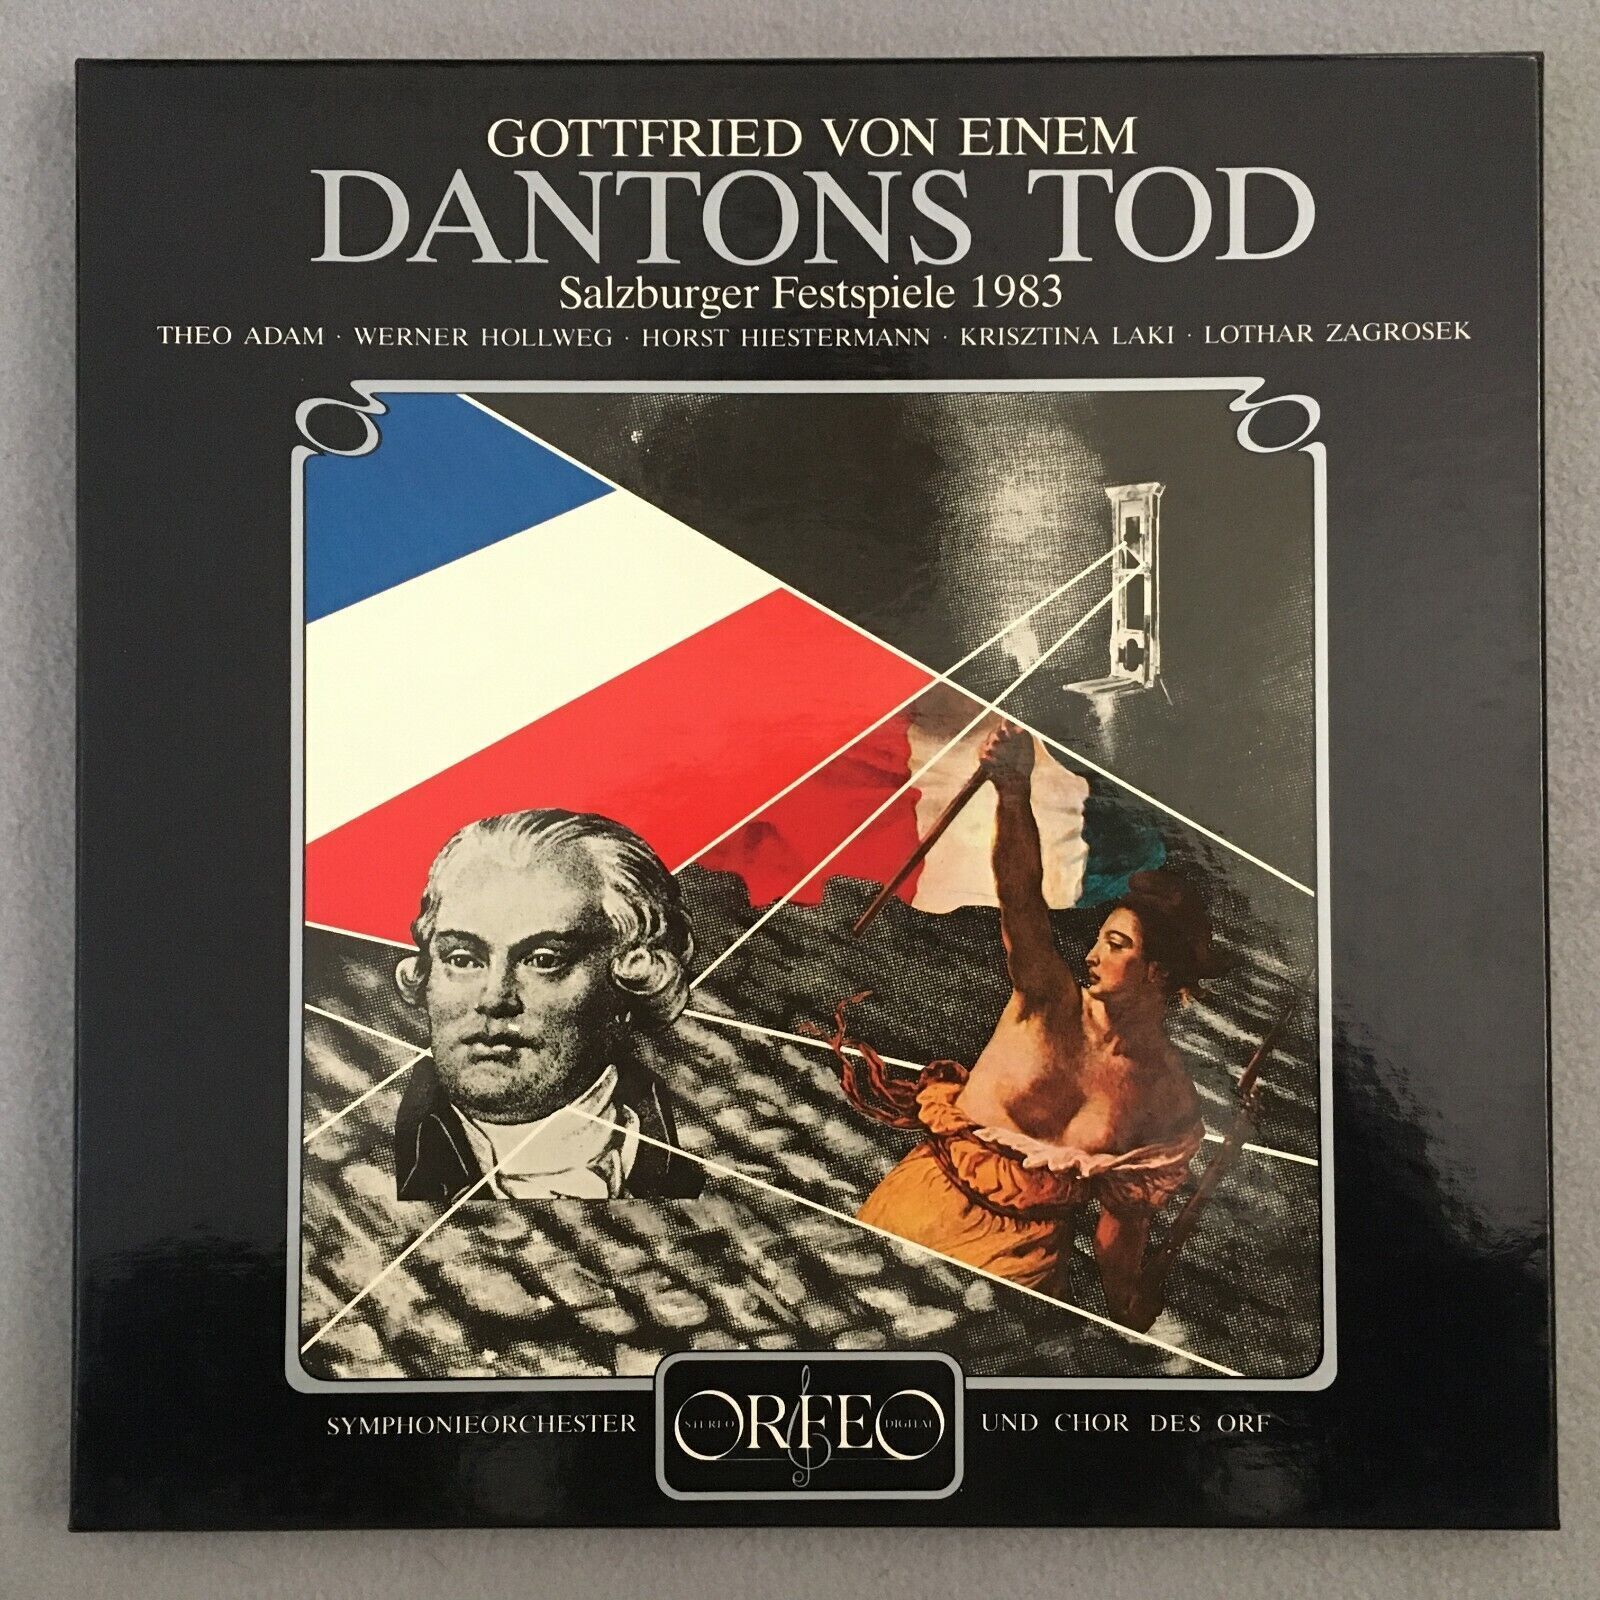 GOTTFRIED VON EINEM
DANTONS TOD
Salzburger Festspiele 1983
THEO ADAM · WERNER HOLLWEG · HORST HIESTERMANN · KRISZTINA LAKI · LOTHAR ZAGROSEK
SYMPHONIEORCHESTER STEREO ORFEO DIGITAL UND CHOR DES ORF